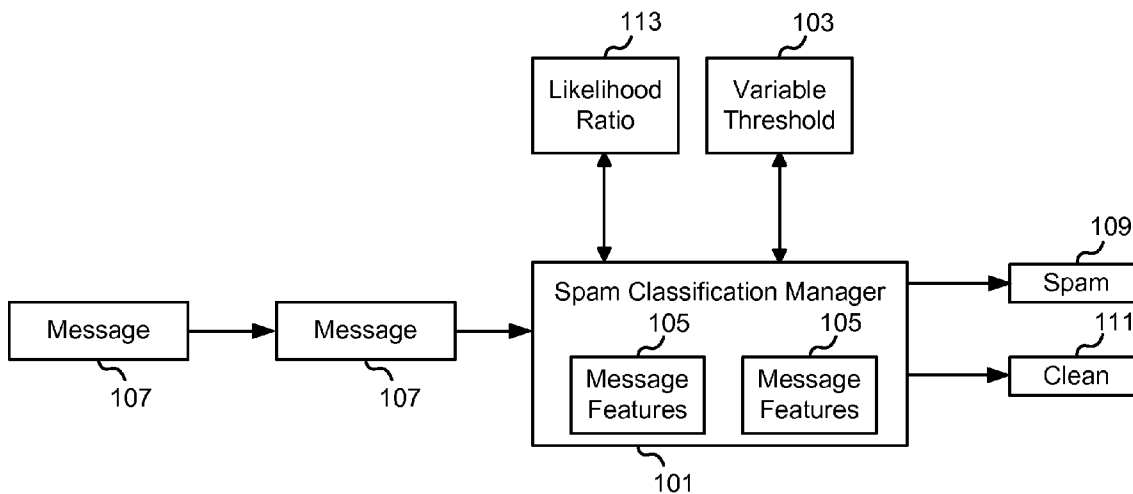 113
103
Likelihood
Ratio
Variable
Threshold
109
Spam Classification Manager
Spam
Message
Message
105
105
111
107
107
Message
Features
Message
Features
Clean
101